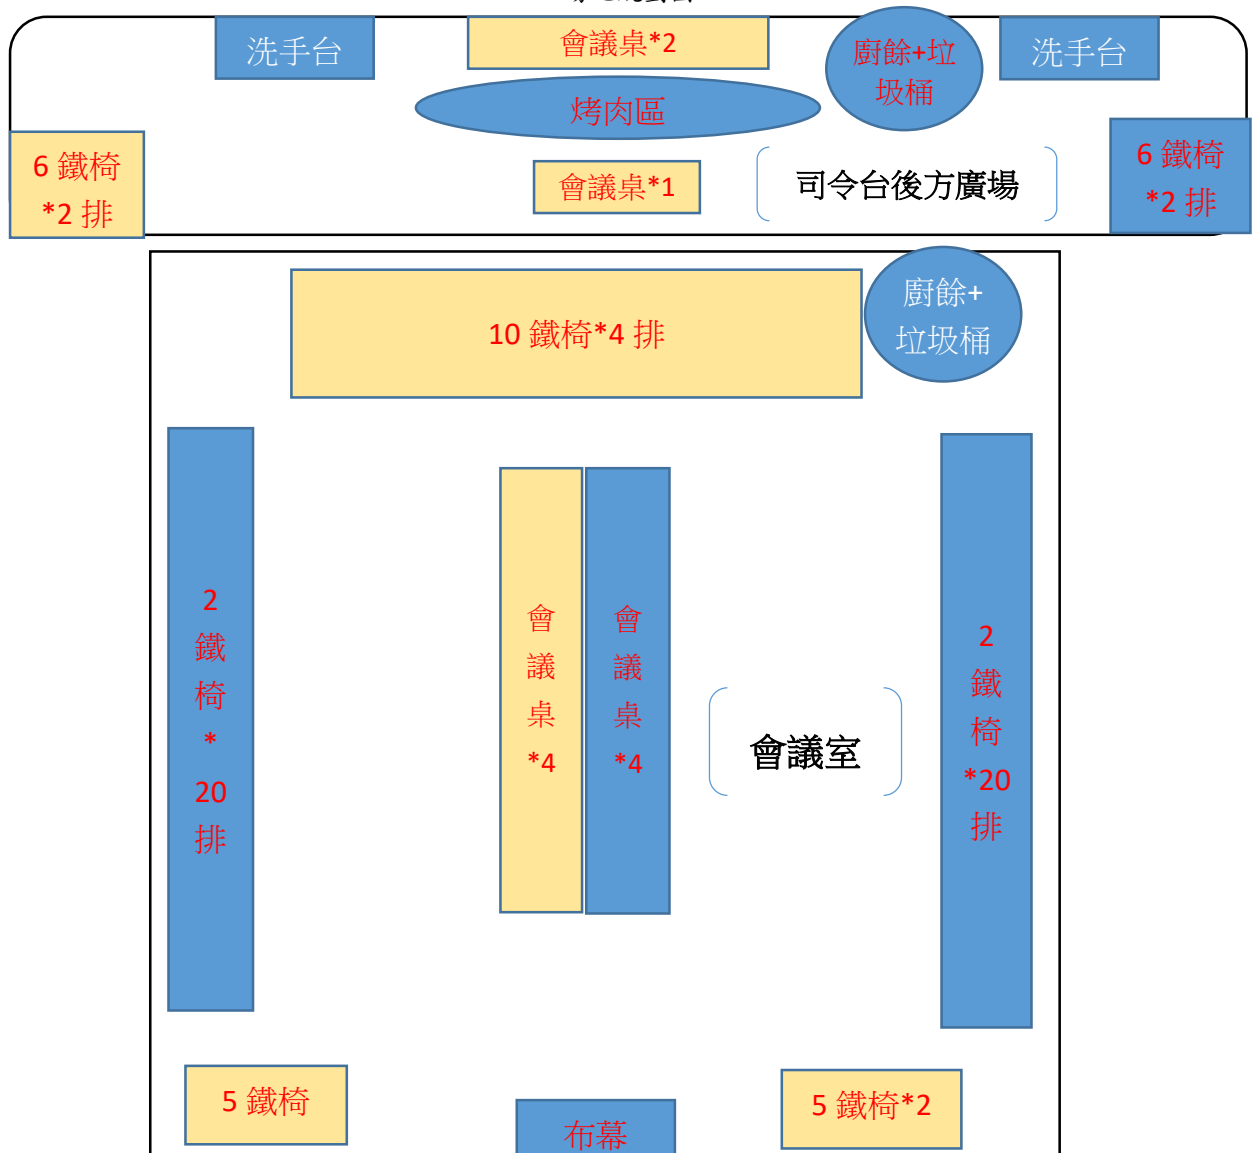 洗手台
會議桌*2
廚餘+垃
圾桶
洗手台
烤肉區
6 鐵椅
*2 排
會議桌*1
司令台後方廣場
6 鐵椅
*2 排
10 鐵椅*4 排
廚餘+
垃圾桶
2
鐵
椅
*
20
排
會
議
桌
*4
會
議
桌
*4
會議室
2
鐵
椅
*20
排
5 鐵椅
布幕
5 鐵椅*2